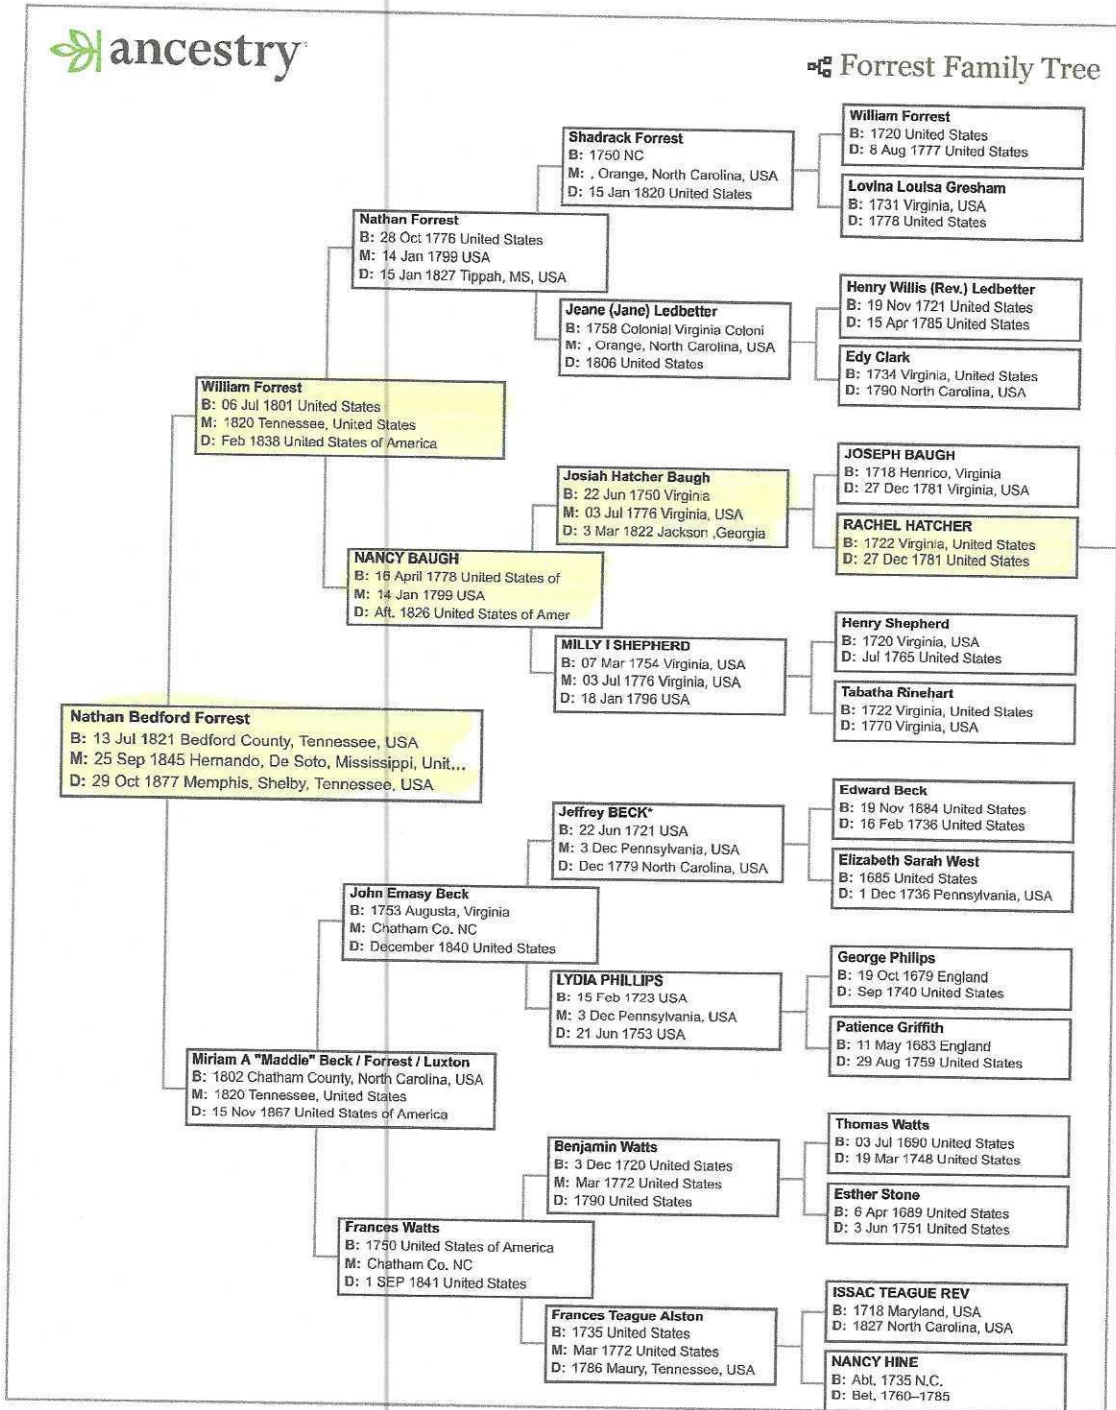 ancestry
Forrest Family Tree
William Forrest
B: 1720 United States
D: 8 Aug 1777 United States
Shadrack Forrest
B: 1750 NC
M: , Orange, North Carolina, USA
D: 15 Jan 1820 United States
Lovina Louisa Gresham
B: 1731 Virginia, USA
D: 1778 United States
Nathan Forrest
B: 28 Oct 1776 United States
M: 14 Jan 1799 USA
D: 15 Jan 1827 Tippah, MS, USA
Henry Willis (Rev.) Ledbetter
B: 19 Nov 1721 United States
D: 15 Apr 1785 United States
Jeane (Jane) Ledbetter
B: 1758 Colonial Virginia Coloni
M: , Orange, North Carolina, USA
D: 1806 United States
Edy Clark
B: 1734 Virginia, United States
D: 1790 North Carolina, USA
William Forrest
B: 06 Jul 1801 United States
M: 1820 Tennessee, United States
D: Feb 1838 United States of America
JOSEPH BAUGH
B: 1718 Henrico, Virginia
D: 27 Dec 1781 Virginia, USA
Josiah Hatcher Baugh
B: 22 Jun 1750 Virginia
M: 03 Jul 1776 Virginia, USA
D: 3 Mar 1822 Jackson ,Georgia
RACHEL HATCHER
B: 1722 Virginia, United States
D: 27 Dec 1781 United States
NANCY BAUGH
B: 16 April 1778 United States of
M: 14 Jan 1799 USA
D: Aft. 1826 United States of Amer
Henry Shepherd
B: 1720 Virginia, USA
D: Jul 1765 United States
MILLY I SHEPHERD
B: 07 Mar 1754 Virginia, USA
M: 03 Jul 1776 Virginia, USA
D: 18 Jan 1796 USA
Tabatha Rinehart
B: 1722 Virginia, United States
D: 1770 Virginia, USA
Nathan Bedford Forrest
B: 13 Jul 1821 Bedford County, Tennessee, USA
M: 25 Sep 1845 Hernando, De Soto, Mississippi, Unit...
D: 29 Oct 1877 Memphis, Shelby, Tennessee, USA
Edward Beck
B: 19 Nov 1684 United States
D: 16 Feb 1736 United States
Jeffrey BECK*
B: 22 Jun 1721 USA
M: 3 Dec Pennsylvania, USA
D: Dec 1779 North Carolina, USA
Elizabeth Sarah West
B: 1685 United States
D: 1 Dec 1736 Pennsylvania, USA
John Emasy Beck
B: 1753 Augusta, Virginia
M: Chatham Co. NC
D: December 1840 United States
George Philips
B: 19 Oct 1679 England
D: Sep 1740 United States
LYDIA PHILLIPS
B: 15 Feb 1723 USA
M: 3 Dec Pennsylvania, USA
D: 21 Jun 1753 USA
Patience Griffith
B: 11 May 1683 England
D: 29 Aug 1759 United States
Miriam A "Maddie" Beck / Forrest / Luxton
B: 1802 Chatham County, North Carolina, USA
M: 1820 Tennessee, United States
D: 15 Nov 1867 United States of America
Thomas Watts
B: 03 Jul 1690 United States
D: 19 Mar 1748 United States
Benjamin Watts
B: 3 Dec 1720 United States
M: Mar 1772 United States
D: 1790 United States
Esther Stone
B: 6 Apr 1689 United States
D: 3 Jun 1751 United States
Frances Watts
B: 1750 United States of America
M: Chatham Co. NC
D: 1 SEP 1841 United States
ISSAC TEAGUE REV
B: 1718 Maryland, USA
D: 1827 North Carolina, USA
Frances Teague Alston
B: 1735 United States
M: Mar 1772 United States
D: 1786 Maury, Tennessee, USA
NANCY HINE
B: Abt. 1735 N.C.
D: Bet. 1760–1785